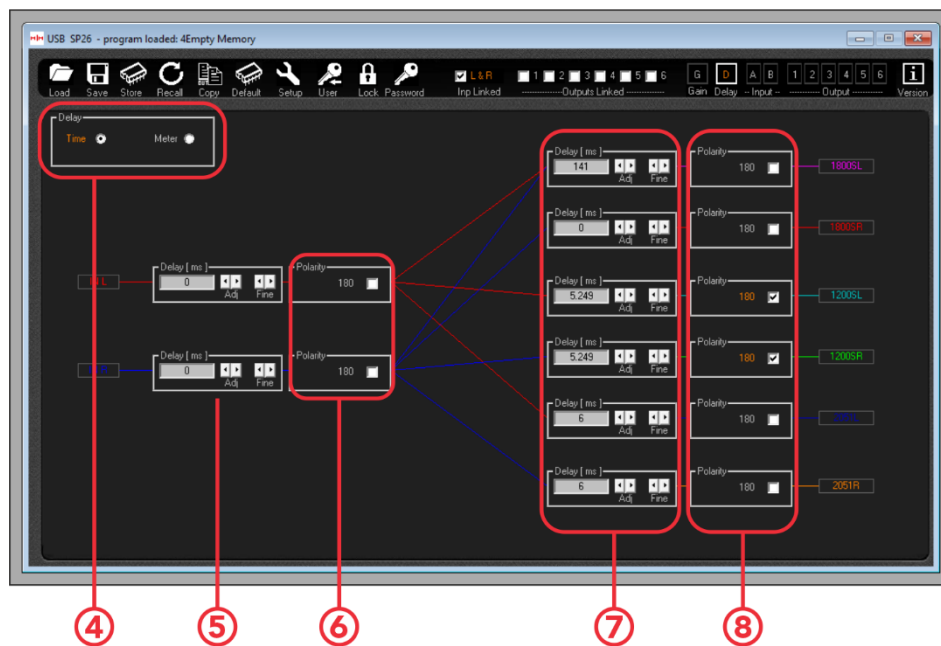 USB SP26 - program loaded: 4Empty Memory
Load Save Store Recall Copy Default Setup User Lock Password
L & R
Inp Linked
1 2 3 4 5 6
Outputs Linked
G D A B 1 2 3 4 5 6 i
Gain Delay -- Input -- Output Version
Delay
Time Meter
Delay [ ms ] Polarity
141 180 1800SL
Adj Fine
Delay [ ms ] Polarity
0 180 1800SR
Adj Fine
Delay [ ms ] Polarity
IN L 0 180
Adj Fine
Delay [ ms ] Polarity
5.249 180 1200SL
Adj Fine
Delay [ ms ] Polarity
5.249 180 1200SR
Adj Fine
Delay [ ms ] Polarity
0 180
Adj Fine
Delay [ ms ] Polarity
6 180
Adj Fine
Delay [ ms ] Polarity
6 180 2051R
Adj Fine
4 5 6 7 8